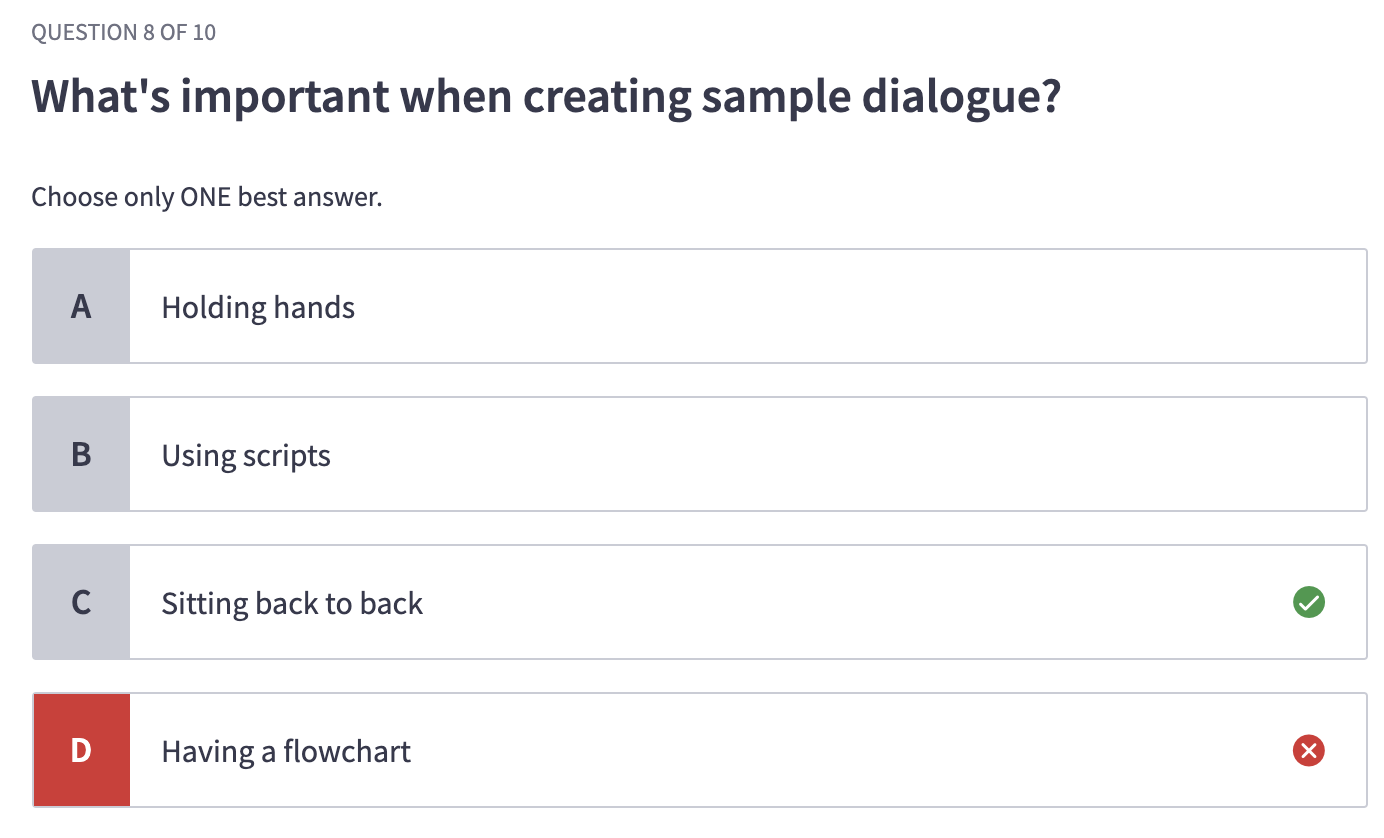 QUESTION 8 OF 10
What's important when creating sample dialogue?
Choose only ONE best answer.
A
Holding hands
B
Using scripts
C
Sitting back to back
D
Having a flowchart